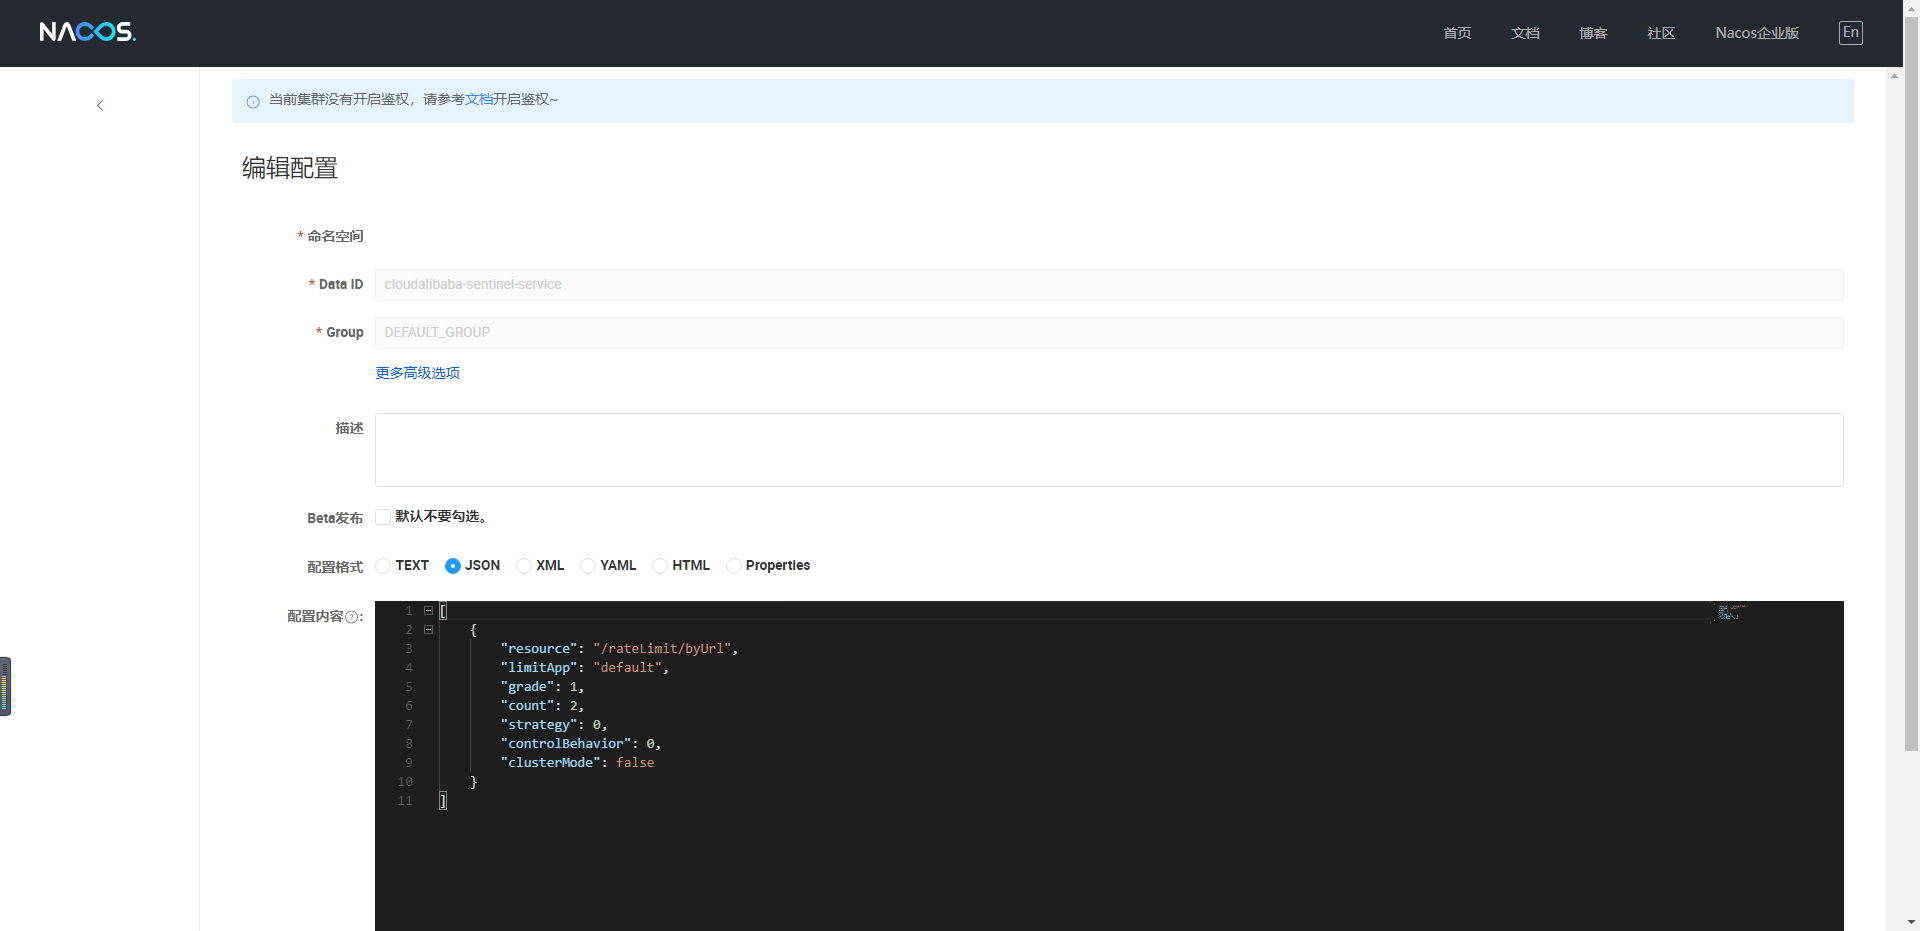 NACOS.
首页 文档 博客 社区 Nacos企业版 En
当前集群没有开启鉴权，请参考文档开启鉴权~
编辑配置
* 命名空间
* Data ID cloudalibaba-sentinel-service
* Group DEFAULT_GROUP
更多高级选项
描述
Beta发布 默认不要勾选。
配置格式 TEXT JSON XML YAML HTML Properties
配置内容?:
1 [
2 {
3 "resource": "/rateLimit/byUrl",
4 "limitApp": "default",
5 "grade": 1,
6 "count": 2,
7 "strategy": 0,
8 "controlBehavior": 0,
9 "clusterMode": false
10 }
11 ]